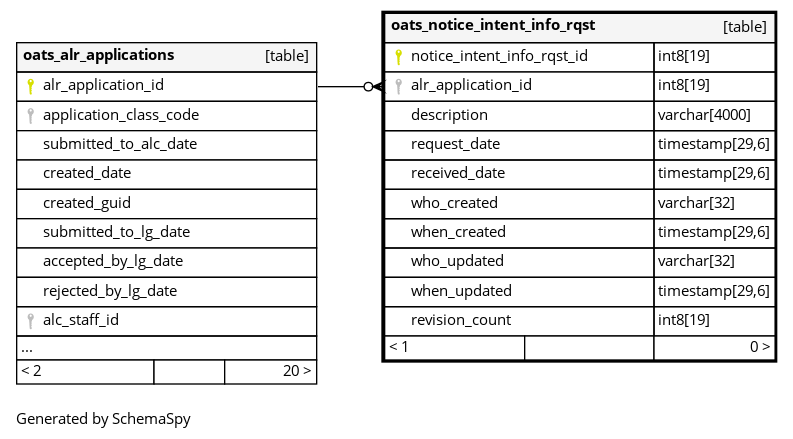 oats_alr_applications [table]
alr_application_id
application_class_code
submitted_to_alc_date
created_date
created_guid
submitted_to_lg_date
accepted_by_lg_date
rejected_by_lg_date
alc_staff_id
...
< 2 20 >
oats_notice_intent_info_rqst [table]
notice_intent_info_rqst_id int8[19]
alr_application_id int8[19]
description varchar[4000]
request_date timestamp[29,6]
received_date timestamp[29,6]
who_created varchar[32]
when_created timestamp[29,6]
who_updated varchar[32]
when_updated timestamp[29,6]
revision_count int8[19]
< 1 0 >
Generated by SchemaSpy